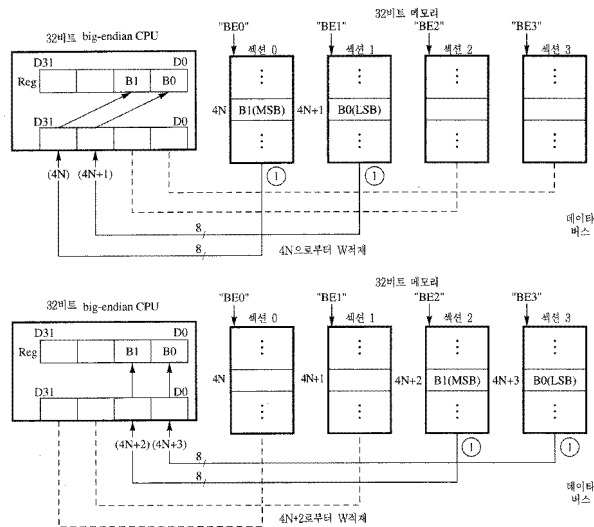 32비트 메모리
32비트 big-endian CPU
"BE0" 섹션 0
"BE1" 섹션 1
"BE2" 섹션 2
"BE3" 섹션 3
D31 D0
Reg B1 B0
4N B1(MSB) 4N+1 B0(LSB)
D31 D0
(4N) (4N+1)
1 1
8
8
4N으로부터 W적재
데이타
버스
32비트 메모리
32비트 big-endian CPU
"BE0" 섹션 0
"BE1" 섹션 1
"BE2" 섹션 2
"BE3" 섹션 3
D31 D0
Reg B1 B0
4N 4N+1 4N+2 B1(MSB) 4N+3 B0(LSB)
D31 D0
(4N+2) (4N+3)
1 1
8
8
4N+2로부터 W적재
데이타
버스